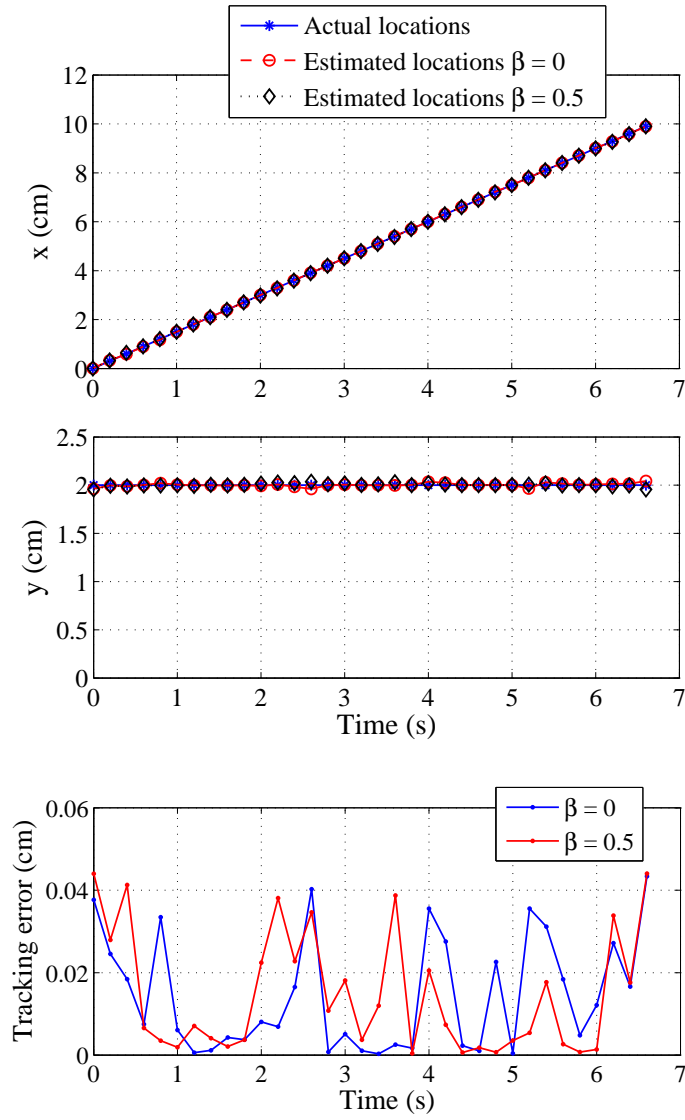 Actual locations
Estimated locations β = 0
Estimated locations β = 0.5
12
10
8
6
4
2
0
x (cm)
0 1 2 3 4 5 6 7
2.5
2
1.5
1
0.5
0
y (cm)
0 1 2 3 4 5 6 7
Time (s)
β = 0
β = 0.5
0.06
0.04
0.02
0
Tracking error (cm)
0 1 2 3 4 5 6 7
Time (s)